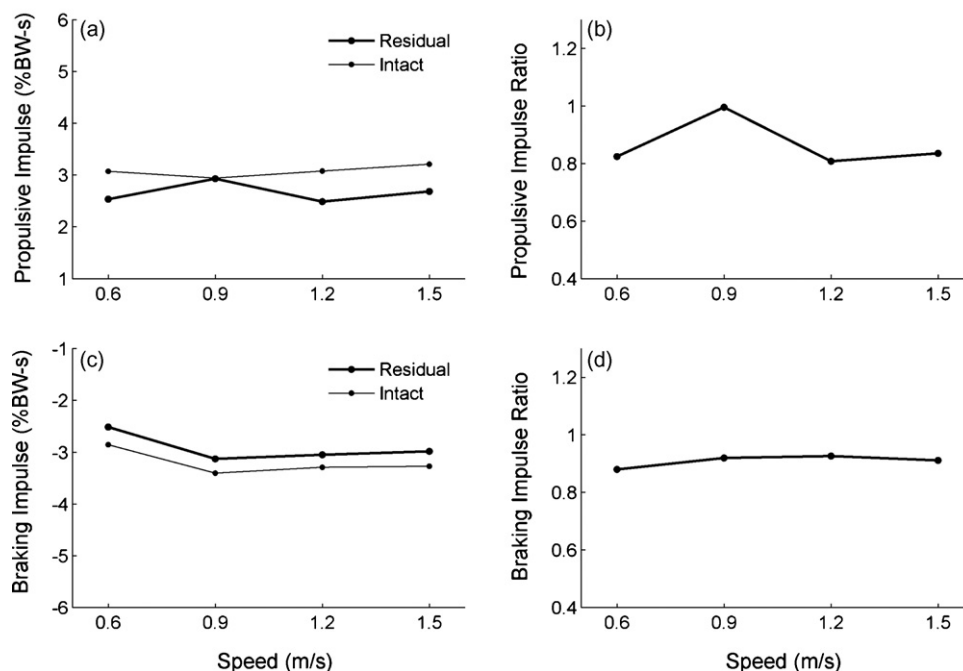 (a)
Propulsive Impulse (%BW-s)
6
5
4
3
2
1
Residual
Intact
0.6 0.9 1.2 1.5
(b)
Propulsive Impulse Ratio
1.2
1
0.8
0.6
0.4
0.6 0.9 1.2 1.5
(c)
Braking Impulse (%BW-s)
-1
-2
-3
-4
-5
-6
Residual
Intact
0.6 0.9 1.2 1.5
Speed (m/s)
(d)
Braking Impulse Ratio
1.2
1
0.8
0.6
0.4
0.6 0.9 1.2 1.5
Speed (m/s)